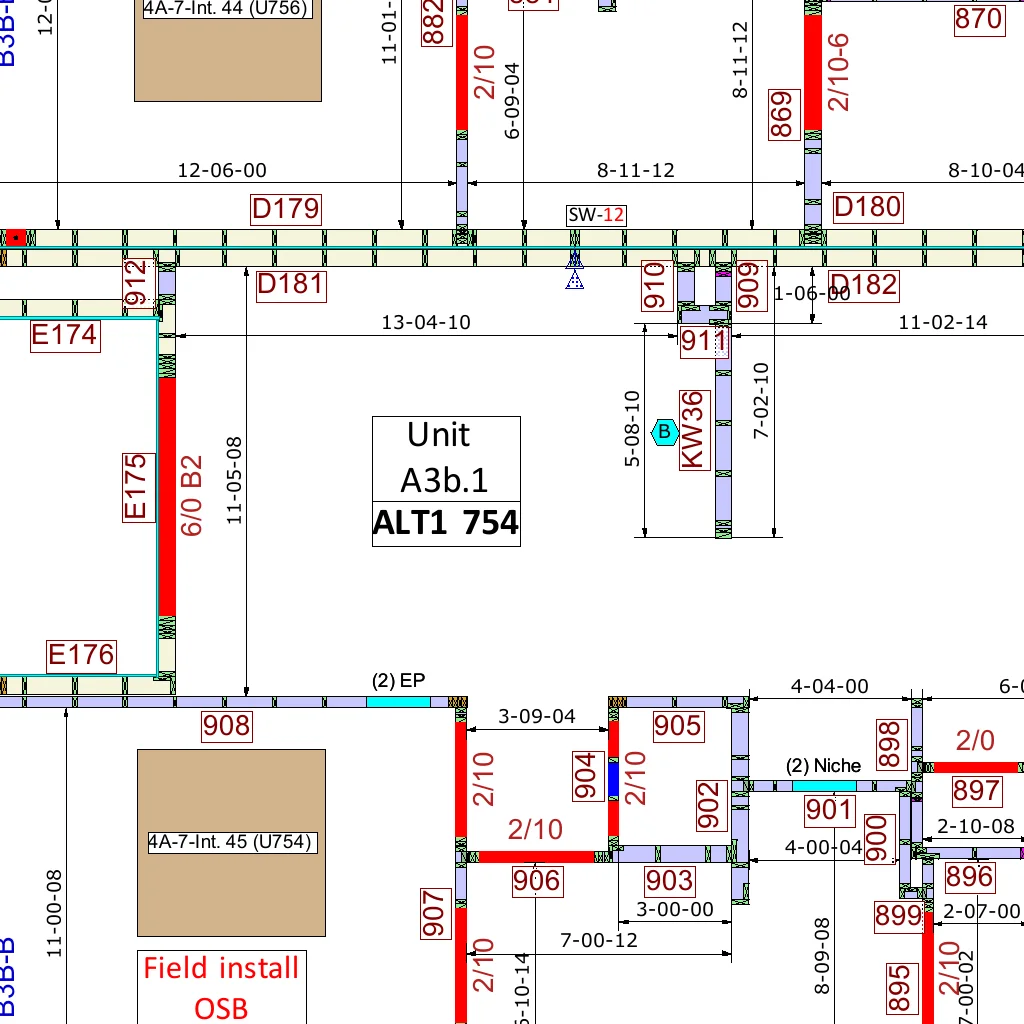 4A-7-Int. 44 (U756)
882
2/10
6-09-04
8-11-12
869
2/10-6
870
12-06-00
8-11-12
8-10-04
D179
SW-12
D180
912
D181
910
909
1-06-00
D182
E174
13-04-10
911
11-02-14
E175
6/0 B2
11-05-08
Unit
A3b.1
ALT1 754
5-08-10
B
KW36
7-02-10
E176
(2) EP
908
3-09-04
905
4-04-00
898
2/0
2/10
904
2/10
902
(2) Niche
901
897
900
2-10-08
4A-7-Int. 45 (U754)
2/10
4-00-04
906
903
896
11-00-08
907
3-00-00
899
2-07-00
7-00-12
8-09-08
2/10
895
2/10
7-00-02
B3B-B
Field install
OSB